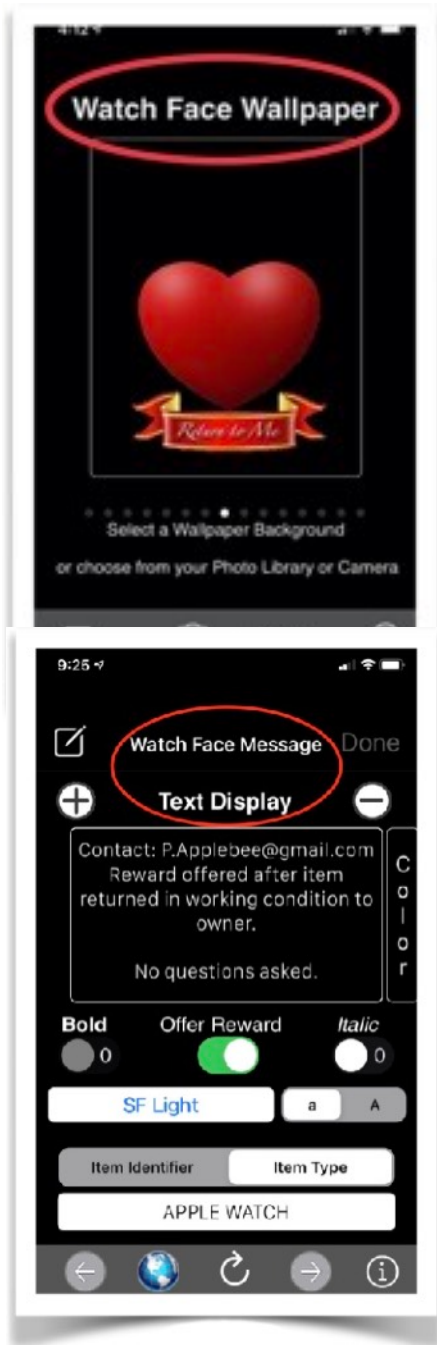 4:12
Watch Face Wallpaper
Return to Me
Select a Wallpaper Background
or choose from your Photo Library or Camera
9:25
Watch Face Message Done
Text Display
Contact: P.Applebee@gmail.com
Reward offered after item
returned in working condition to
owner.
No questions asked.
Color
Bold Offer Reward Italic
SF Light a A
Item Identifier Item Type
APPLE WATCH